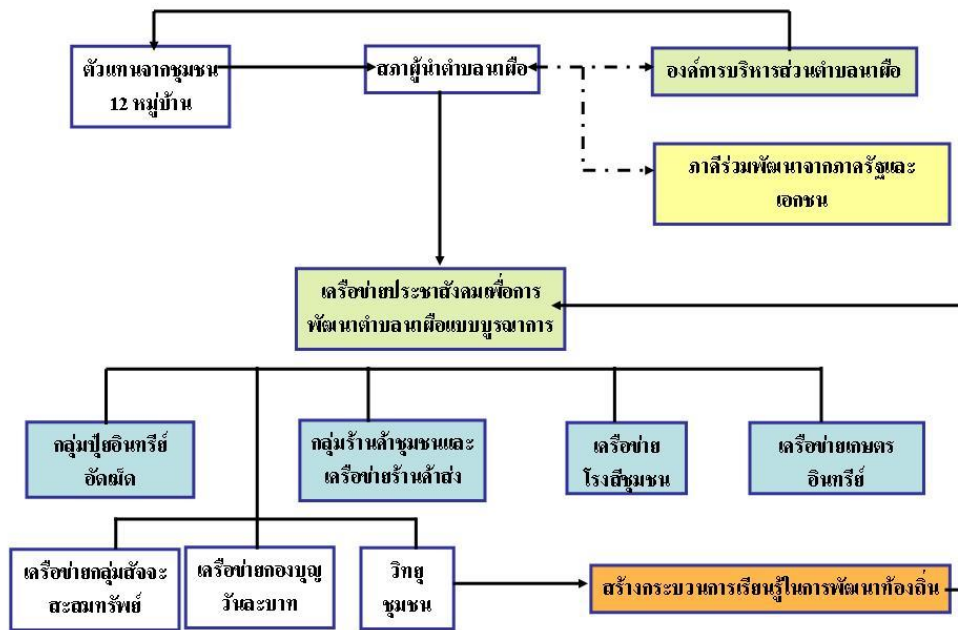 ตัวแทนจากชุมชน
12 หมู่บ้าน
สภาผู้นำตำบลนาผือ
องค์การบริหารส่วนตำบลนาผือ
ภาคีร่วมพัฒนาจากภาครัฐและ
เอกชน
เครือข่ายประชาสังคมเพื่อการ
พัฒนาตำบลนาผือแบบบูรณาการ
กลุ่มปุ๋ยอินทรีย์
อัดเม็ด
กลุ่มร้านค้าชุมชนและ
เครือข่ายร้านค้าส่ง
เครือข่าย
โรงสีชุมชน
เครือข่ายเกษตร
อินทรีย์
เครือข่ายกลุ่มสัจจะ
สะสมทรัพย์
เครือข่ายกองบุญ
วันละบาท
วิทยุ
ชุมชน
สร้างกระบวนการเรียนรู้ในการพัฒนาท้องถิ่น